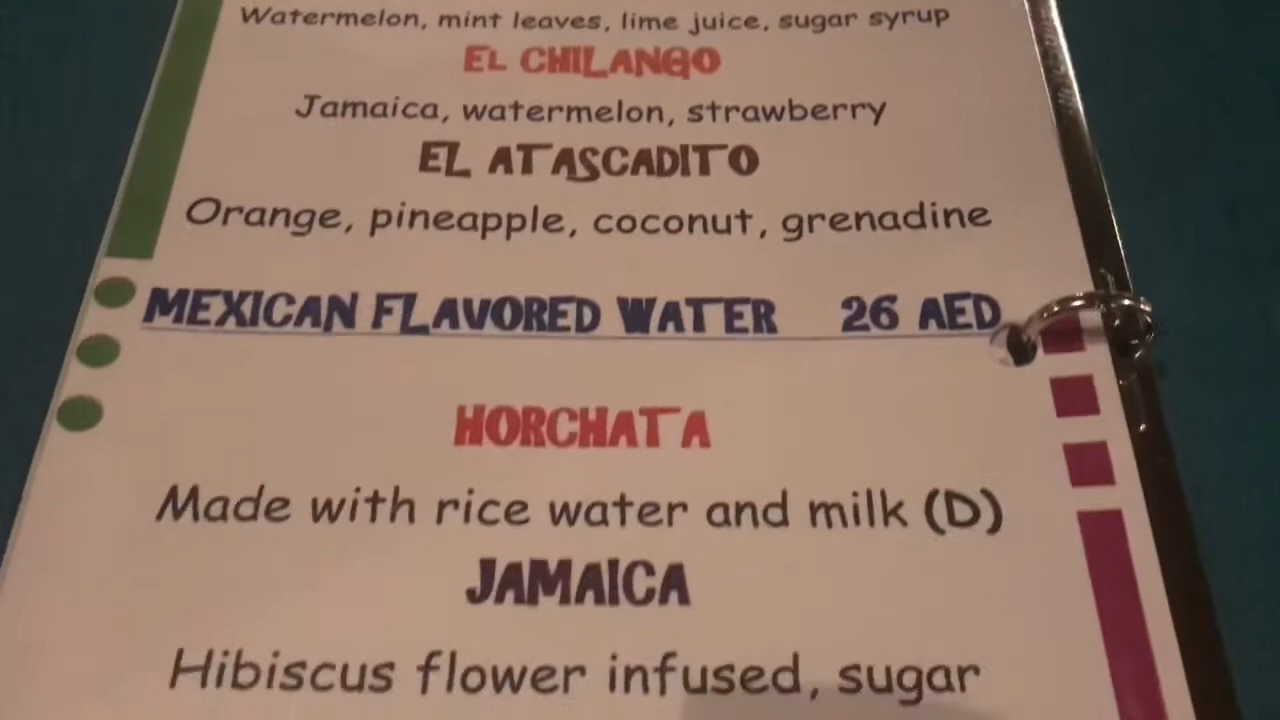 Watermelon, mint leaves, lime juice, sugar syrup
EL CHILANGO
Jamaica, watermelon, strawberry
EL ATASCADITO
Orange, pineapple, coconut, grenadine
MEXICAN FLAVORED WATER 26 AED
HORCHATA
Made with rice water and milk (D)
JAMAICA
Hibiscus flower infused, sugar